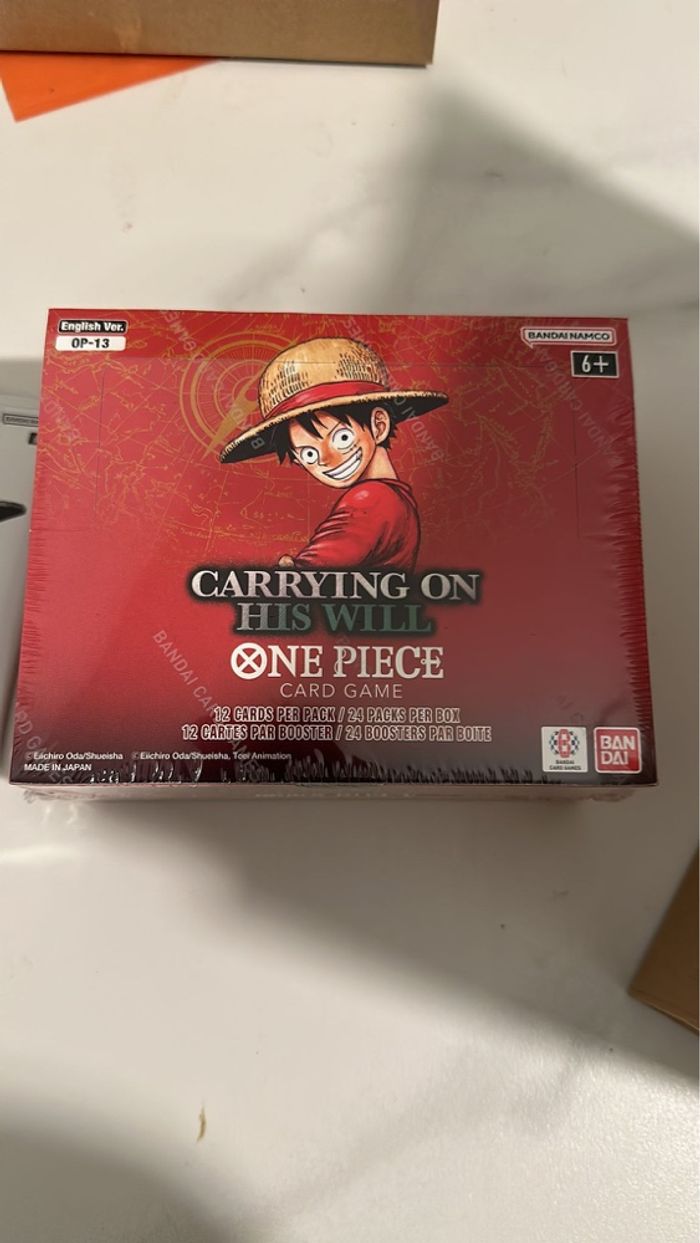 English Ver.
OP-13
BANDAI NAMCO
6+
CARRYING ON
HIS WILL
ONE PIECE
CARD GAME
12 CARDS PER PACK / 24 PACKS PER BOX
12 CARTES PAR BOOSTER / 24 BOOSTERS PAR BOITE
©Eiichiro Oda/Shueisha ©Eiichiro Oda/Shueisha, Toei Animation
MADE IN JAPAN
BANDAI
CARD GAMES
BAN
DAI